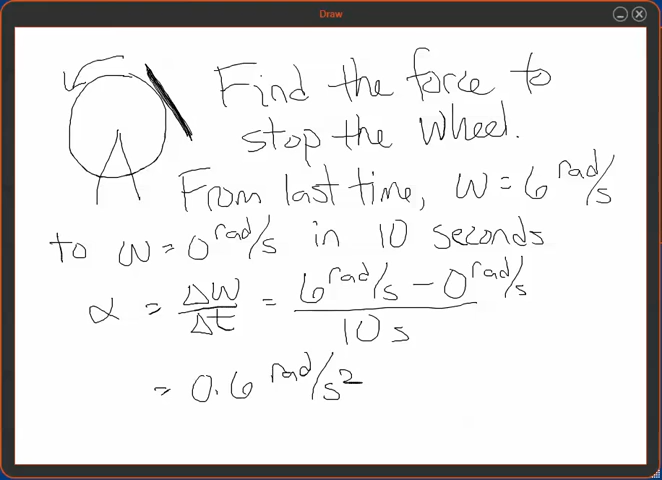 Draw
Find the force to
stop the wheel.
From last time, ω = 6 rad/s
to ω = 0 rad/s in 10 seconds
α = Δω/Δt = (6 rad/s - 0 rad/s)/10 s
= 0.6 rad/s²